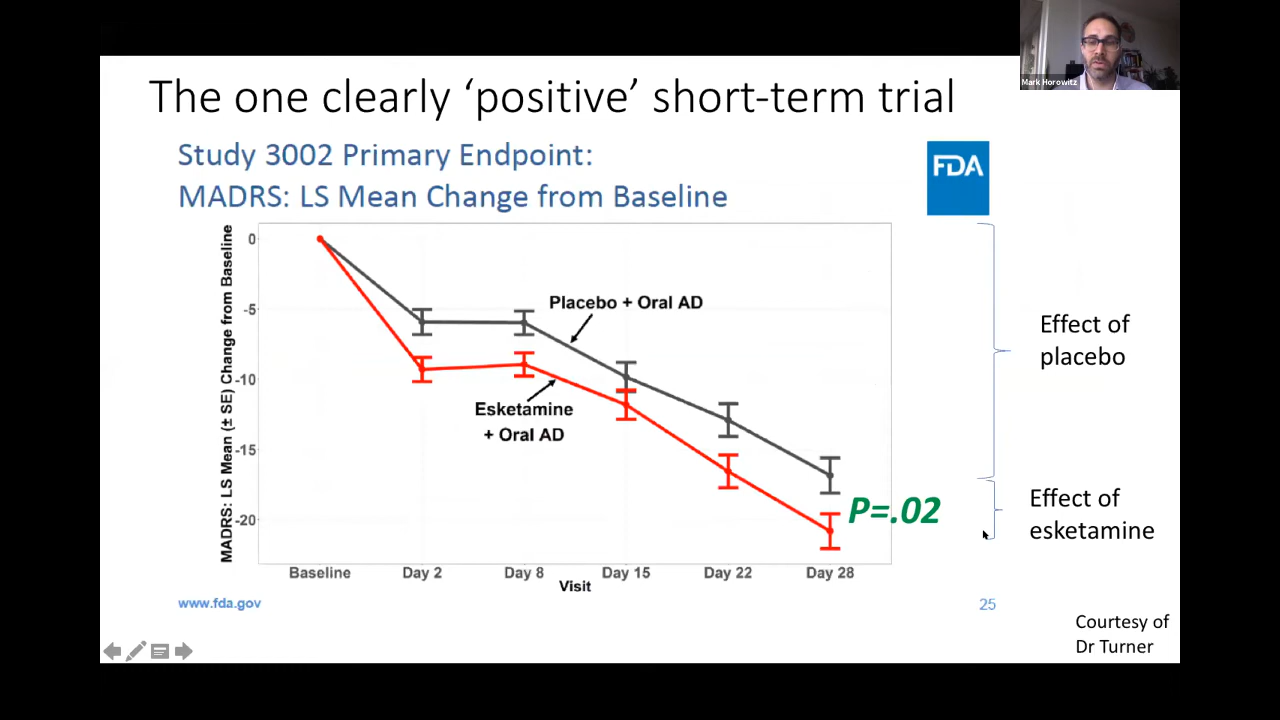 Mark Horowitz
The one clearly ‘positive’ short-term trial
Study 3002 Primary Endpoint:
MADRS: LS Mean Change from Baseline
FDA
MADRS: LS Mean (± SE) Change from Baseline
0
-5
-10
-15
-20
Placebo + Oral AD
Esketamine
+ Oral AD
P=.02
Baseline
Day 2
Day 8
Day 15
Day 22
Day 28
Visit
Effect of
placebo
Effect of
esketamine
www.fda.gov
25
Courtesy of
Dr Turner